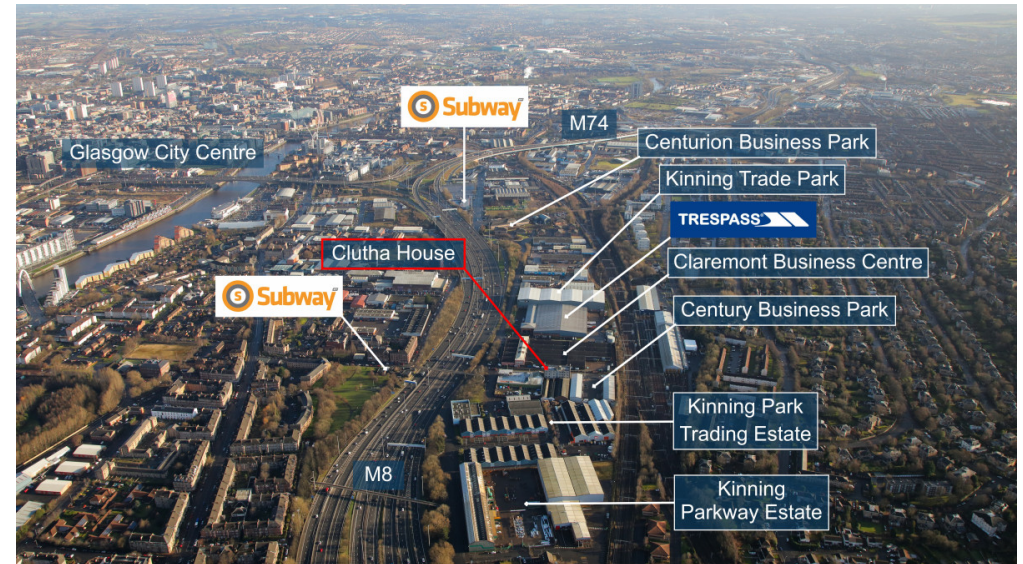 S Subway
M74
Glasgow City Centre
Centurion Business Park
Kinning Trade Park
TRESPASS
Clutha House
Claremont Business Centre
S Subway
Century Business Park
Kinning Park
Trading Estate
M8
Kinning
Parkway Estate